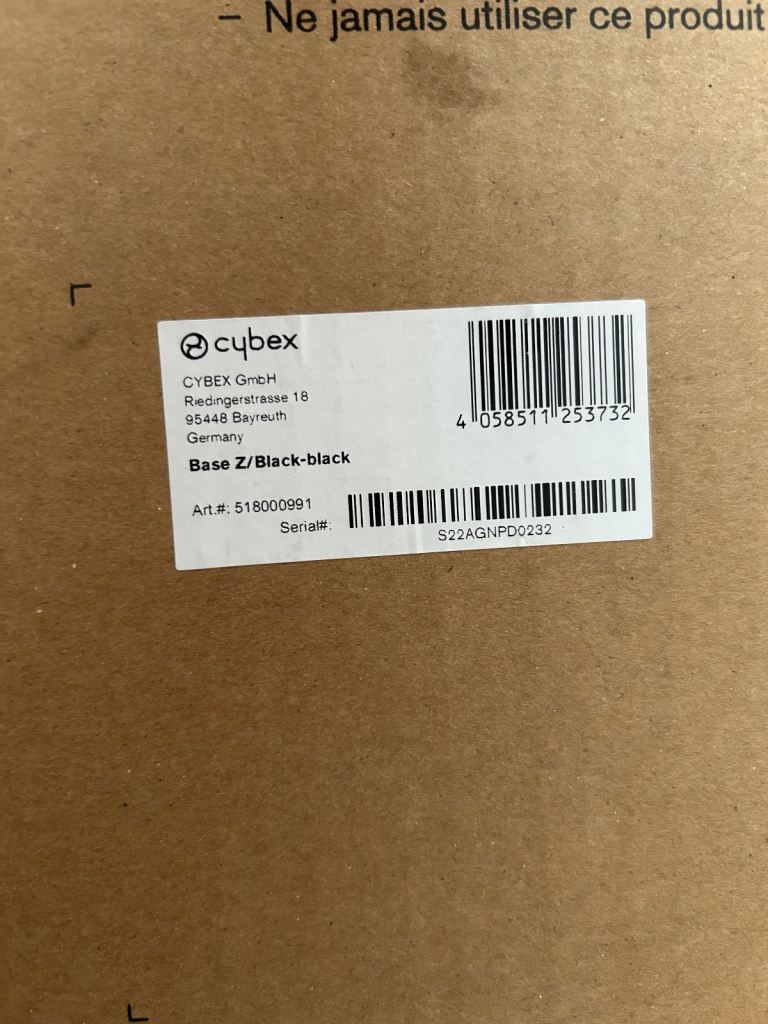 – Ne jamais utiliser ce produit
cybex
CYBEX GmbH
Riedingerstrasse 18
95448 Bayreuth
Germany
4 058511 253732
Base Z/Black-black
Art.#: 518000991
Serial#:
S22AGNPD0232